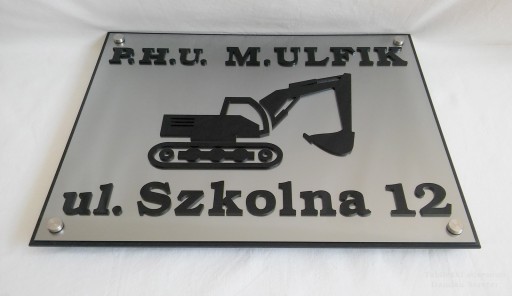 P.H.U. M.ULFIK
ul. Szkolna 12